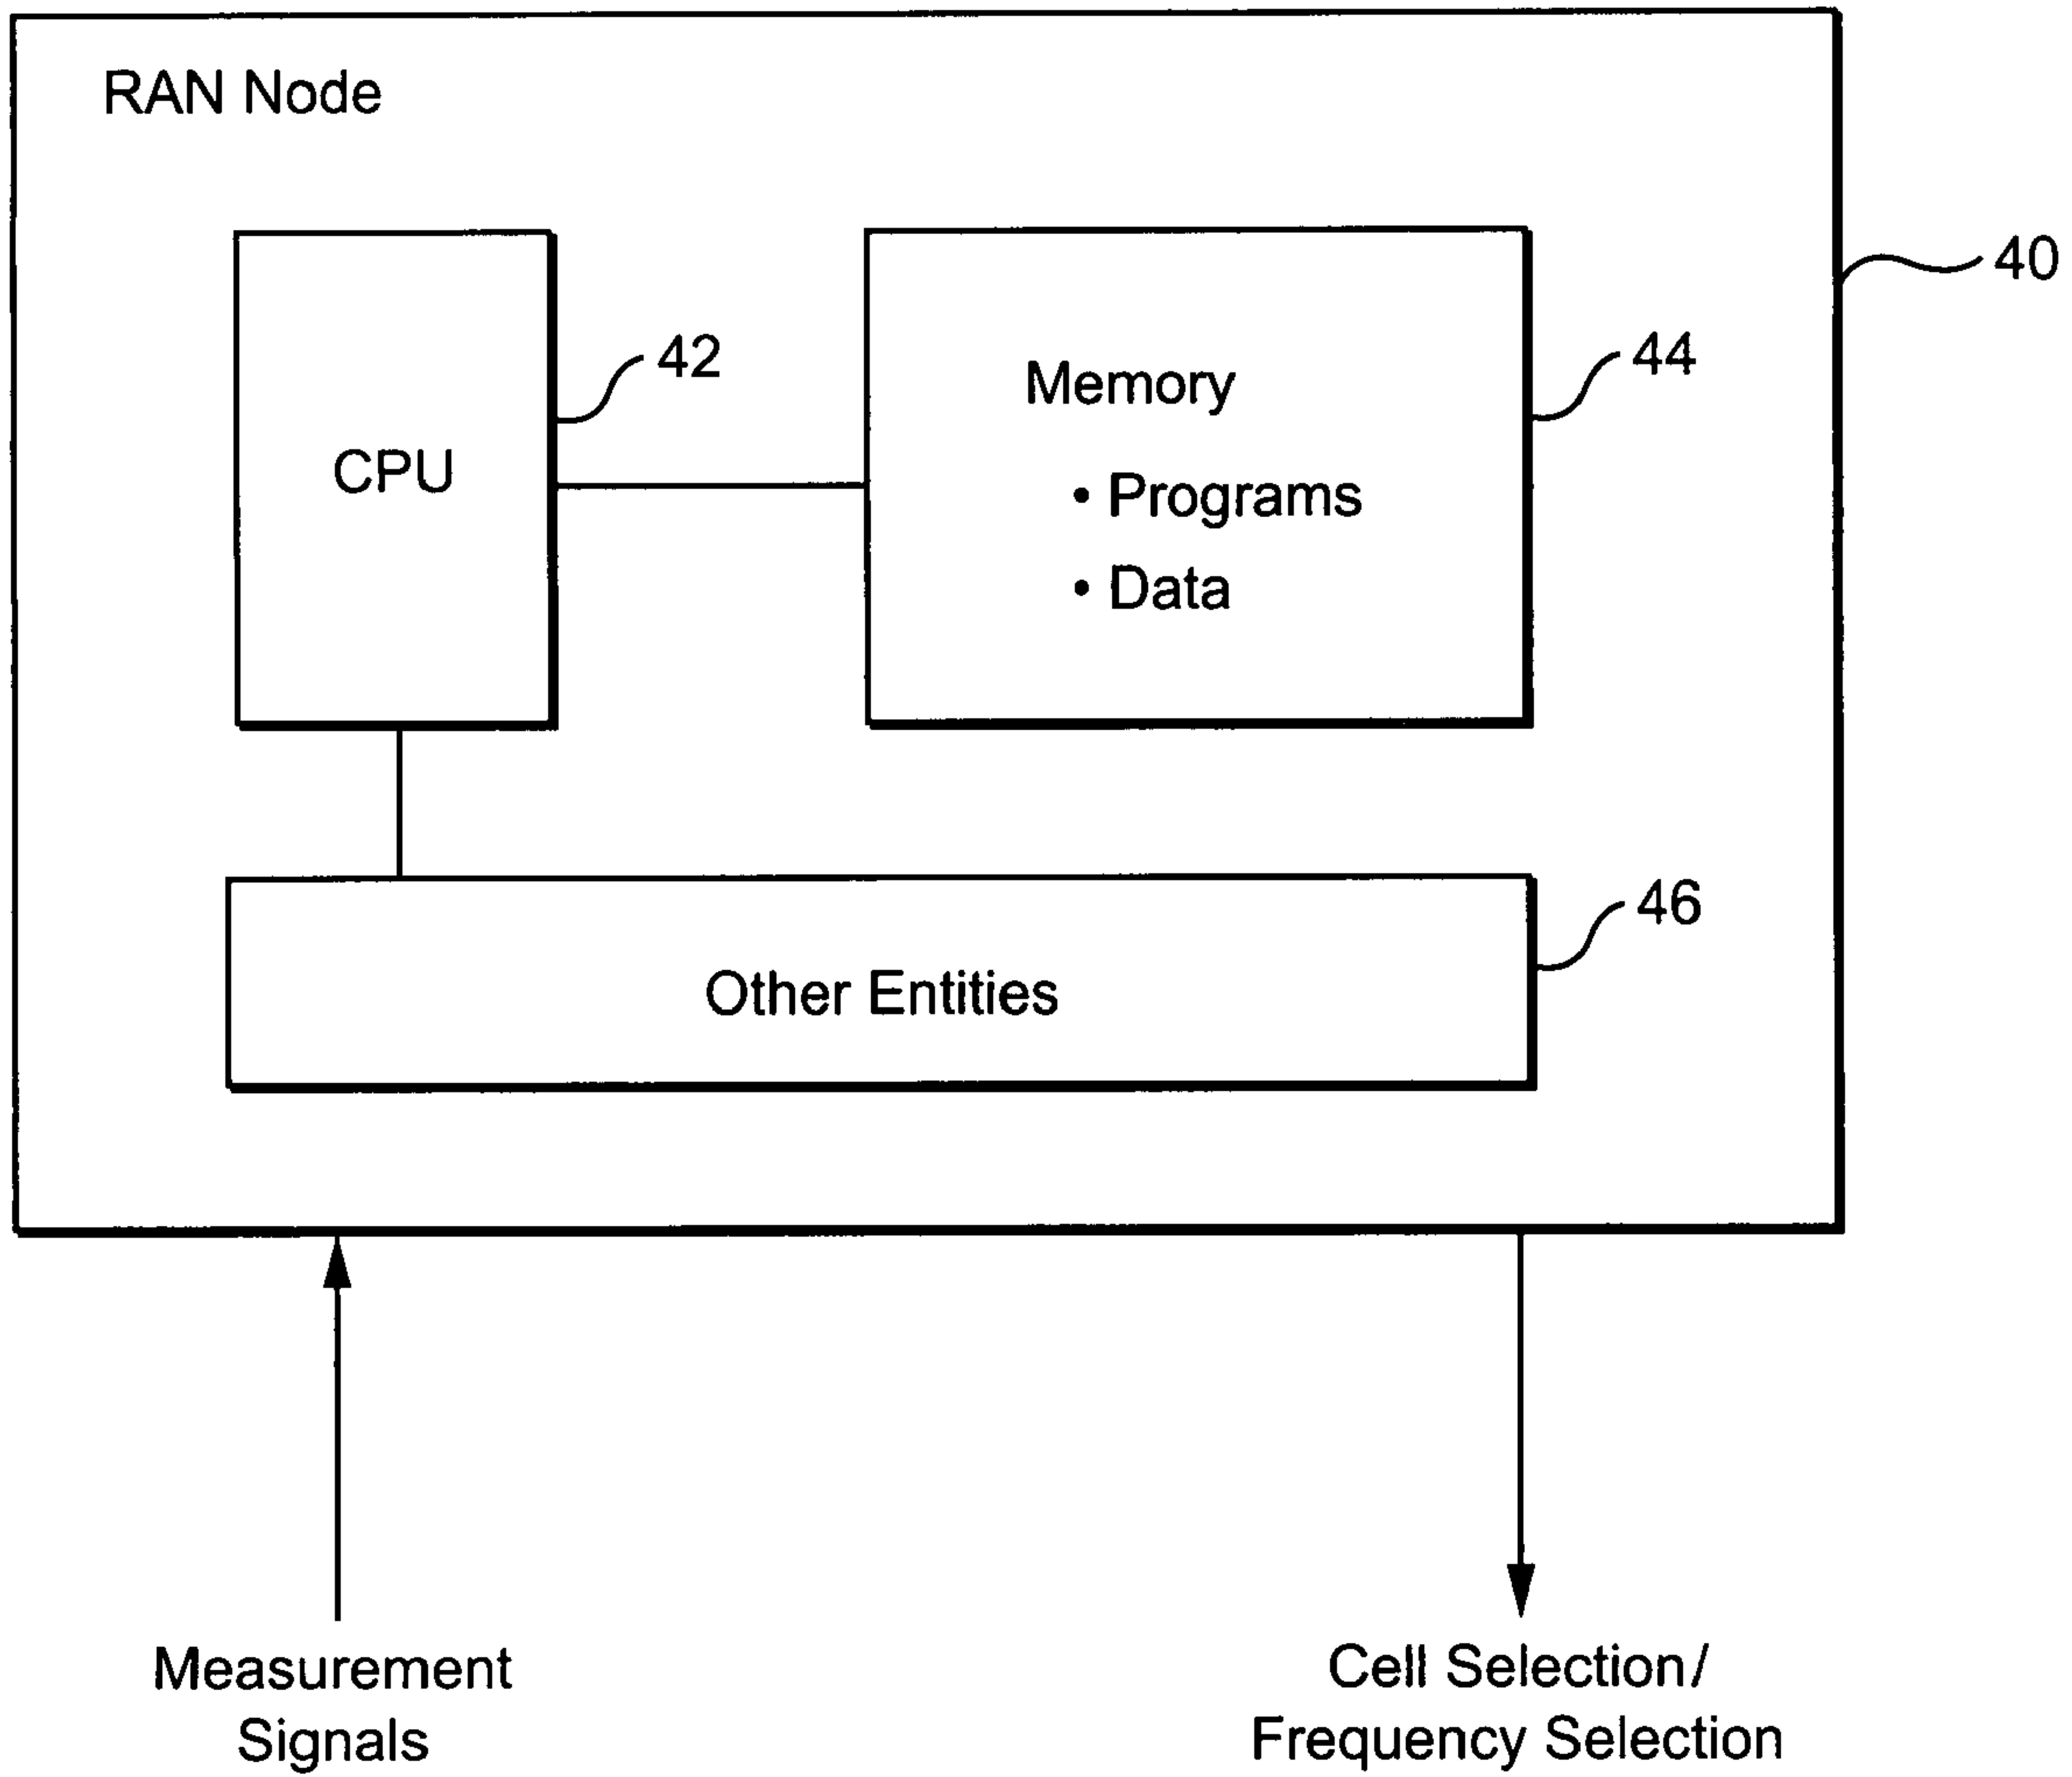 RAN Node
40
42
44
CPU
Memory
• Programs
• Data
46
Other Entities
Measurement
Signals
Cell Selection/
Frequency Selection